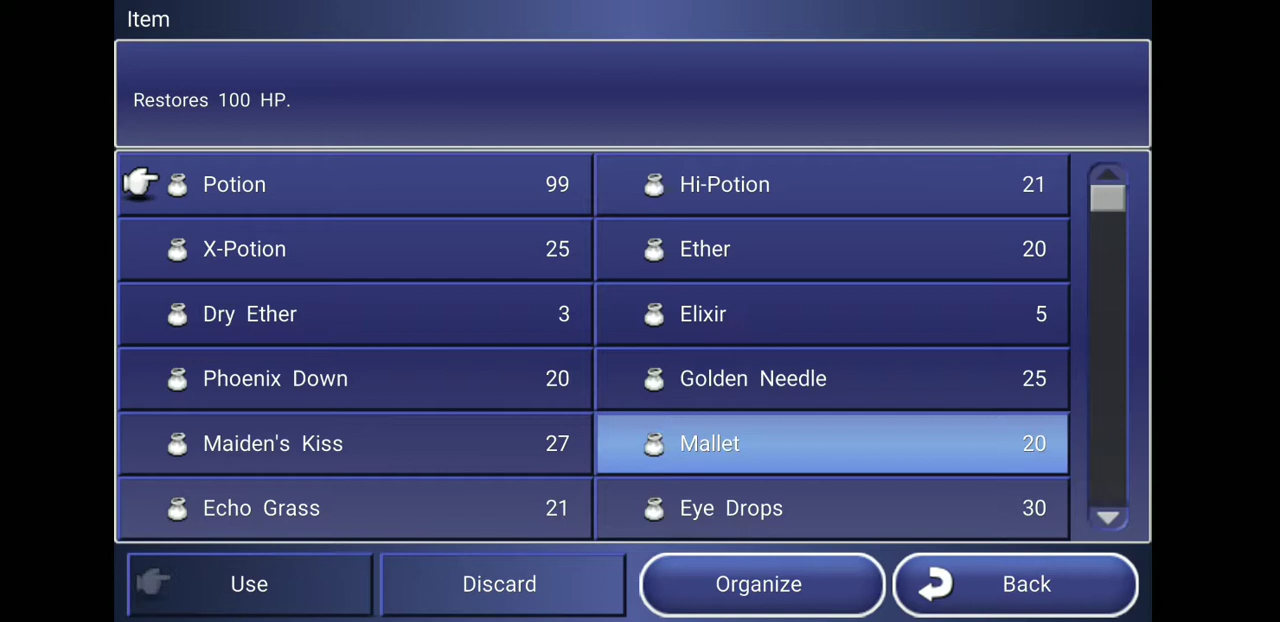 Item
Restores 100 HP.
Potion 99 Hi-Potion 21
X-Potion 25 Ether 20
Dry Ether 3 Elixir 5
Phoenix Down 20 Golden Needle 25
Maiden's Kiss 27 Mallet 20
Echo Grass 21 Eye Drops 30
Use Discard Organize Back